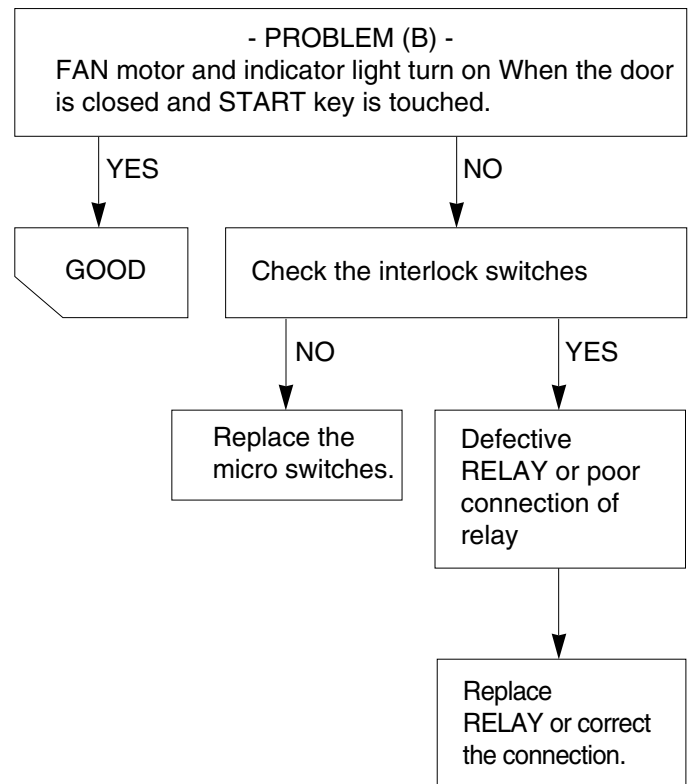 - PROBLEM (B) -
FAN motor and indicator light turn on When the door
is closed and START key is touched.
YES
NO
GOOD
Check the interlock switches
NO
YES
Replace the
micro switches.
Defective
RELAY or poor
connection of
relay
Replace
RELAY or correct
the connection.